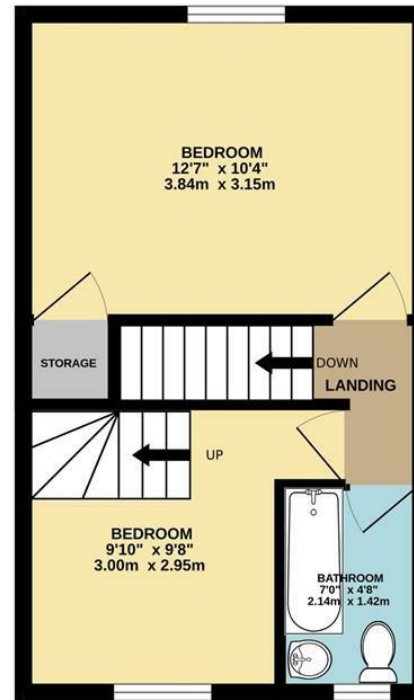 BEDROOM
12'7" x 10'4"
3.84m x 3.15m
STORAGE
DOWN
LANDING
UP
BEDROOM
9'10" x 9'8"
3.00m x 2.95m
BATHROOM
7'0" x 4'8"
2.14m x 1.42m